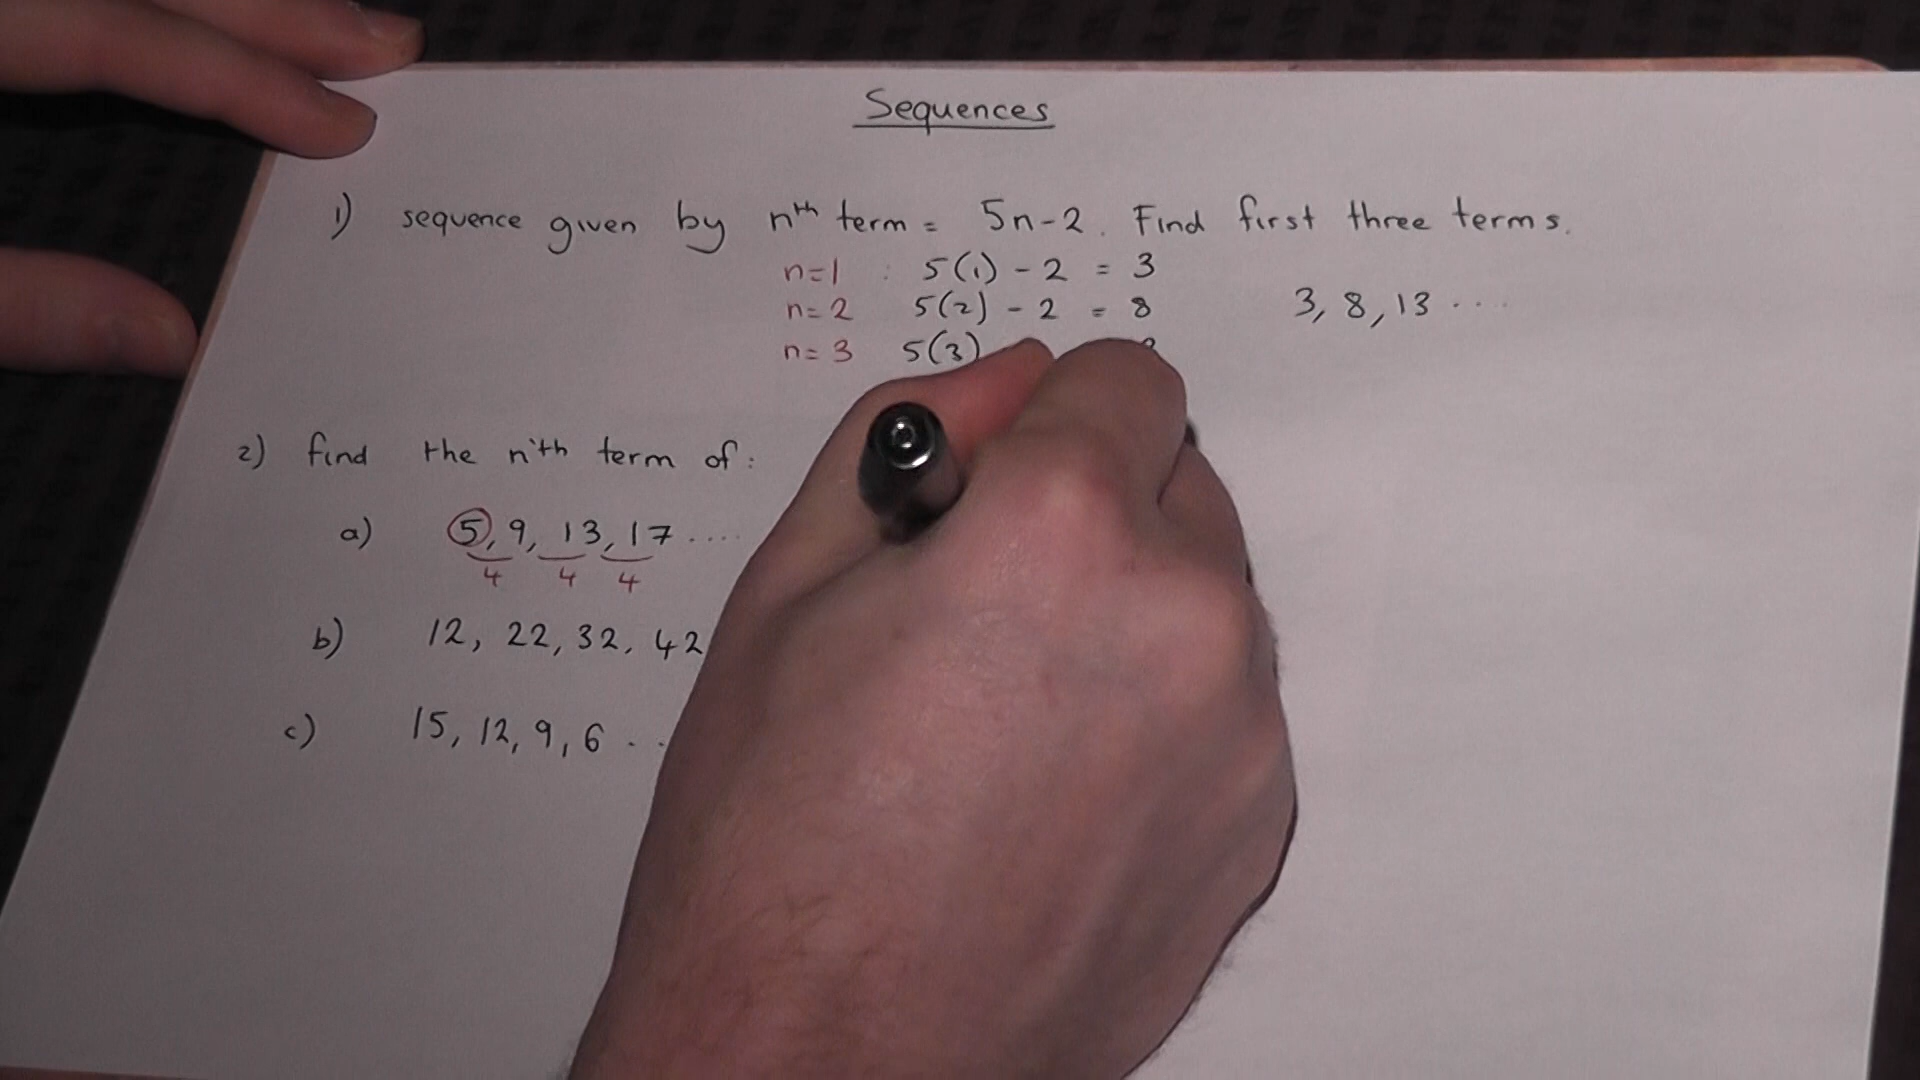 Sequences
1) sequence given by nth term = 5n-2. Find first three terms.
n=1 : 5(1) - 2 = 3
n=2 5(2) - 2 = 8 3, 8, 13 ....
n=3 5(3)
2) find the n'th term of:
a) 5, 9, 13, 17 ....
4 4 4
b) 12, 22, 32, 42
c) 15, 12, 9, 6 ..